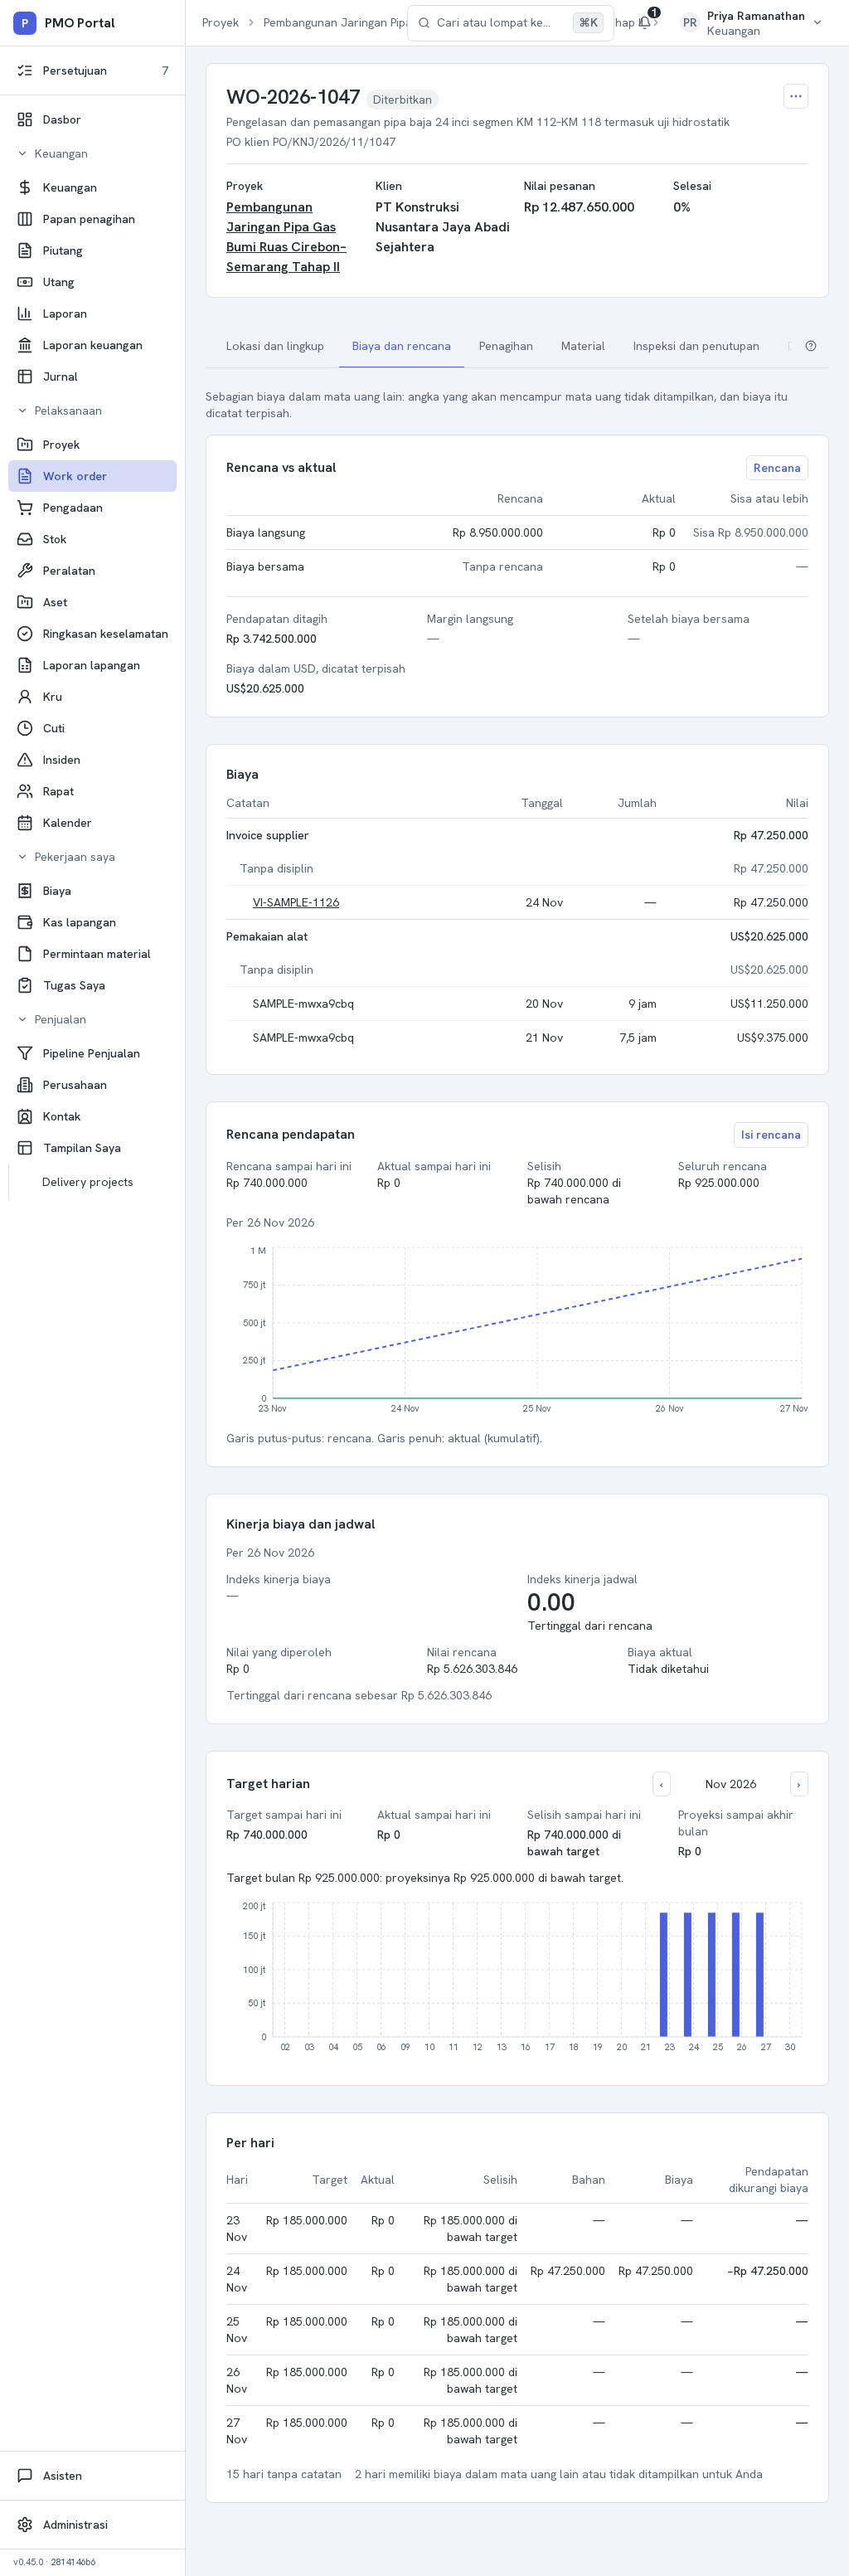 P PMO Portal
Persetujuan 7
Dasbor
Keuangan
Keuangan
Papan penagihan
Piutang
Utang
Laporan
Laporan keuangan
Jurnal
Pelaksanaan
Proyek
Work order
Pengadaan
Stok
Peralatan
Aset
Ringkasan keselamatan
Laporan lapangan
Kru
Cuti
Insiden
Rapat
Kalender
Pekerjaan saya
Biaya
Kas lapangan
Permintaan material
Tugas Saya
Penjualan
Pipeline Penjualan
Perusahaan
Kontak
Tampilan Saya
Delivery projects
Asisten
Administrasi
v0.45.0 · 2814146b6
Proyek > Pembangunan Jaringan Pipa
Cari atau lompat ke... ⌘K
1
PR Priya Ramanathan
Keuangan
WO-2026-1047 Diterbitkan
Pengelasan dan pemasangan pipa baja 24 inci segmen KM 112–KM 118 termasuk uji hidrostatik
PO klien PO/KNJ/2026/11/1047
Proyek Klien Nilai pesanan Selesai
Pembangunan PT Konstruksi Rp 12.487.650.000 0%
Jaringan Pipa Gas Nusantara Jaya Abadi
Bumi Ruas Cirebon– Sejahtera
Semarang Tahap II
Lokasi dan lingkup Biaya dan rencana Penagihan Material Inspeksi dan penutupan
Sebagian biaya dalam mata uang lain: angka yang akan mencampur mata uang tidak ditampilkan, dan biaya itu
dicatat terpisah.
Rencana vs aktual Rencana
Rencana Aktual Sisa atau lebih
Biaya langsung Rp 8.950.000.000 Rp 0 Sisa Rp 8.950.000.000
Biaya bersama Tanpa rencana Rp 0 —
Pendapatan ditagih Margin langsung Setelah biaya bersama
Rp 3.742.500.000 — —
Biaya dalam USD, dicatat terpisah
US$20.625.000
Biaya
Catatan Tanggal Jumlah Nilai
Invoice supplier Rp 47.250.000
Tanpa disiplin Rp 47.250.000
VI-SAMPLE-1126 24 Nov — Rp 47.250.000
Pemakaian alat US$20.625.000
Tanpa disiplin US$20.625.000
SAMPLE-mwxa9cbq 20 Nov 9 jam US$11.250.000
SAMPLE-mwxa9cbq 21 Nov 7,5 jam US$9.375.000
Rencana pendapatan Isi rencana
Rencana sampai hari ini Aktual sampai hari ini Selisih Seluruh rencana
Rp 740.000.000 Rp 0 Rp 740.000.000 di Rp 925.000.000
bawah rencana
Per 26 Nov 2026
1 M
750 jt
500 jt
250 jt
0
23 Nov 24 Nov 25 Nov 26 Nov 27 Nov
Garis putus-putus: rencana. Garis penuh: aktual (kumulatif).
Kinerja biaya dan jadwal
Per 26 Nov 2026
Indeks kinerja biaya Indeks kinerja jadwal
— 0.00
Tertinggal dari rencana
Nilai yang diperoleh Nilai rencana Biaya aktual
Rp 0 Rp 5.626.303.846 Tidak diketahui
Tertinggal dari rencana sebesar Rp 5.626.303.846
Target harian ‹ Nov 2026 ›
Target sampai hari ini Aktual sampai hari ini Selisih sampai hari ini Proyeksi sampai akhir
bulan
Rp 740.000.000 Rp 0 Rp 740.000.000 di Rp 0
bawah target
Target bulan Rp 925.000.000: proyeksinya Rp 925.000.000 di bawah target.
200 jt
150 jt
100 jt
50 jt
0
02 03 04 05 06 09 10 11 12 13 16 17 18 19 20 21 23 24 25 26 27 30
Per hari
Hari Target Aktual Selisih Bahan Biaya Pendapatan
dikurangi biaya
23 Rp 185.000.000 Rp 0 Rp 185.000.000 di — — —
Nov bawah target
24 Rp 185.000.000 Rp 0 Rp 185.000.000 di Rp 47.250.000 Rp 47.250.000 –Rp 47.250.000
Nov bawah target
25 Rp 185.000.000 Rp 0 Rp 185.000.000 di — — —
Nov bawah target
26 Rp 185.000.000 Rp 0 Rp 185.000.000 di — — —
Nov bawah target
27 Rp 185.000.000 Rp 0 Rp 185.000.000 di — — —
Nov bawah target
15 hari tanpa catatan 2 hari memiliki biaya dalam mata uang lain atau tidak ditampilkan untuk Anda